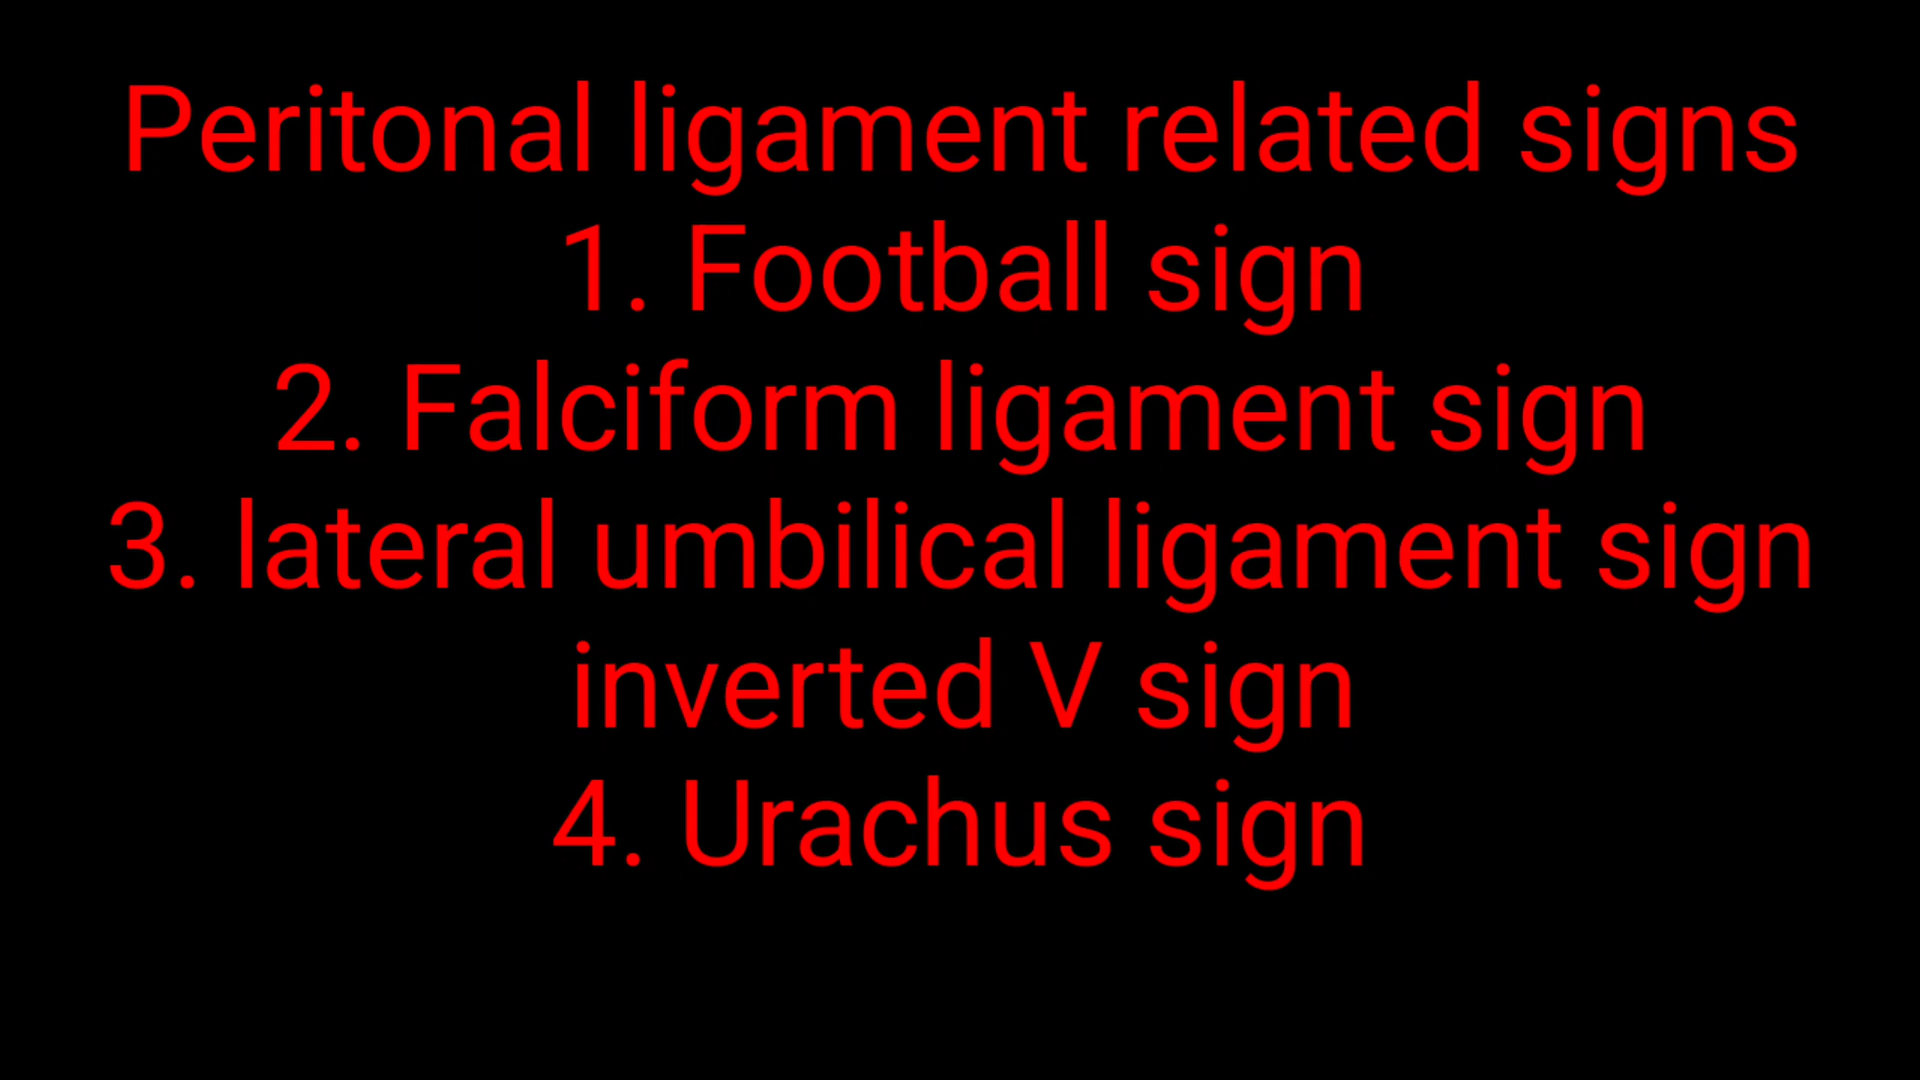 Peritonal ligament related signs
1. Football sign
2. Falciform ligament sign
3. lateral umbilical ligament sign
inverted V sign
4. Urachus sign